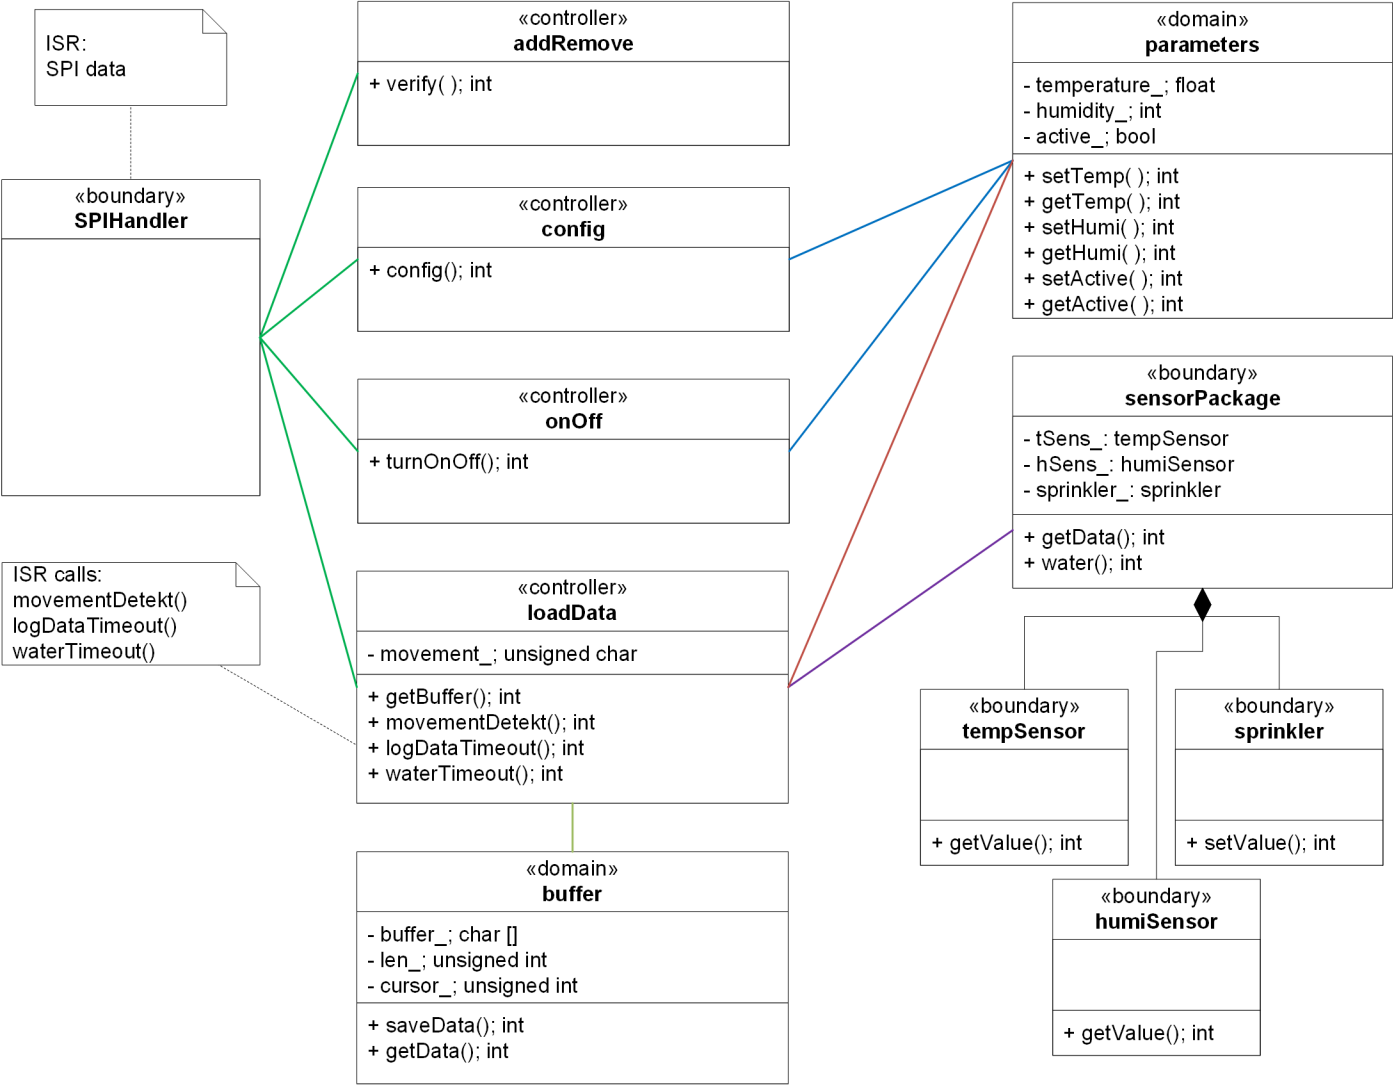 ISR:
SPI data
«boundary»
SPIHandler
ISR calls:
movementDetekt()
logDataTimeout()
waterTimeout()
«controller»
addRemove
+ verify( ); int
«controller»
config
+ config(); int
«controller»
onOff
+ turnOnOff(); int
«controller»
loadData
- movement_; unsigned char
+ getBuffer(); int
+ movementDetekt(); int
+ logDataTimeout(); int
+ waterTimeout(); int
«domain»
buffer
- buffer_; char []
- len_; unsigned int
- cursor_; unsigned int
+ saveData(); int
+ getData(); int
«domain»
parameters
- temperature_; float
- humidity_; int
- active_; bool
+ setTemp( ); int
+ getTemp( ); int
+ setHumi( ); int
+ getHumi( ); int
+ setActive( ); int
+ getActive( ); int
«boundary»
sensorPackage
- tSens_: tempSensor
- hSens_: humiSensor
- sprinkler_: sprinkler
+ getData(); int
+ water(); int
«boundary»
tempSensor
+ getValue(); int
«boundary»
sprinkler
+ setValue(); int
«boundary»
humiSensor
+ getValue(); int